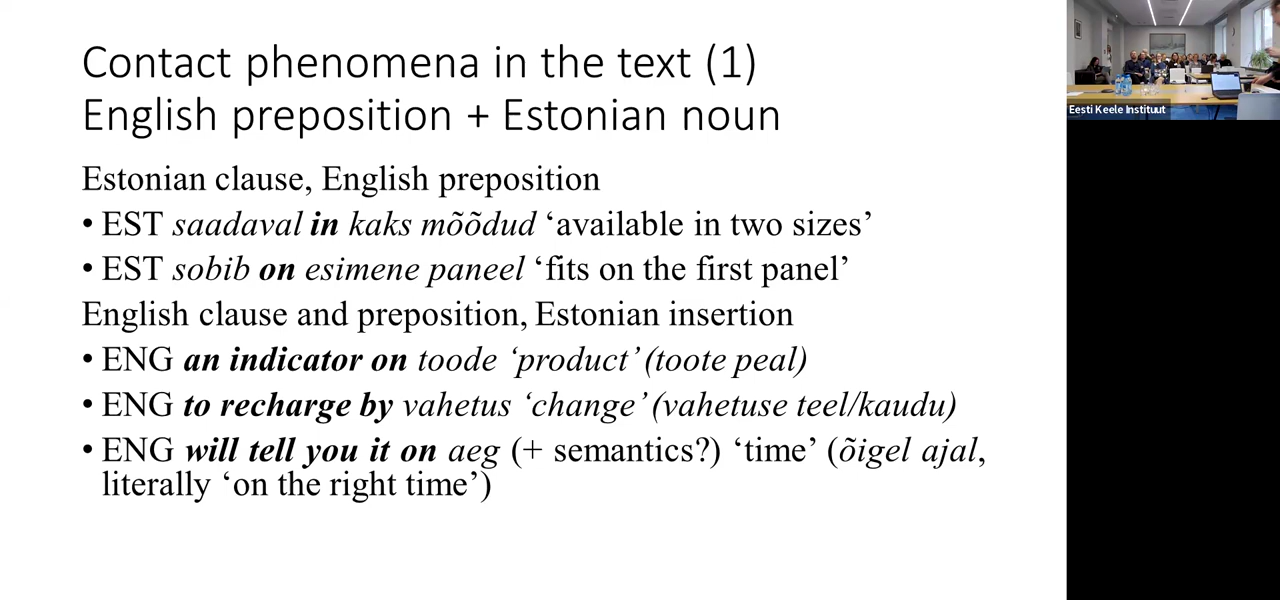 Contact phenomena in the text (1)
English preposition + Estonian noun
Estonian clause, English preposition
• EST saadaval in kaks mõõdud ‘available in two sizes’
• EST sobib on esimene paneel ‘fits on the first panel’
English clause and preposition, Estonian insertion
• ENG an indicator on toode ‘product’ (toote peal)
• ENG to recharge by vahetus ‘change’ (vahetuse teel/kaudu)
• ENG will tell you it on aeg (+ semantics?) ‘time’ (õigel ajal,
literally ‘on the right time’)
Eesti Keele Instituut